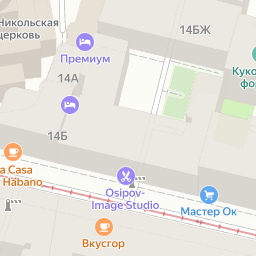 Никольская
церковь
14БЖ
Премиум
14А
14Б
Casa
Habano
Osipov-
Image Studio
Мастер Ок
Вкусгор